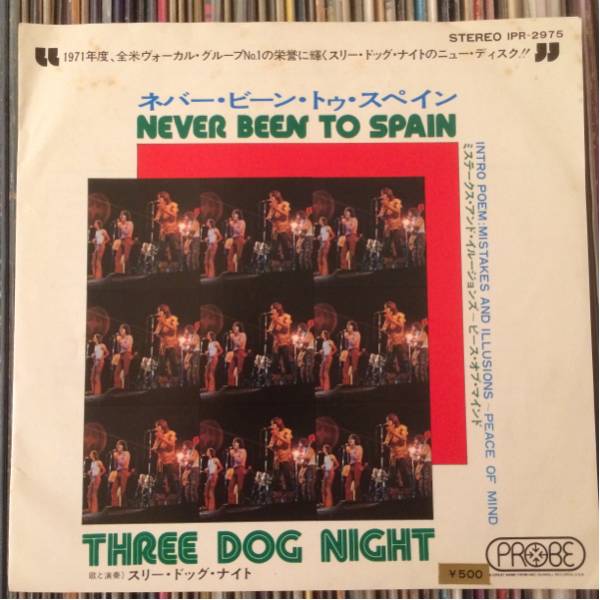 STEREO IPR-2975
“1971年度、全米ヴォーカル・グループNo.1の栄誉に輝くスリー・ドッグ・ナイトのニュー・ディスク!!”
ネバー・ビーン・トゥ・スペイン
NEVER BEEN TO SPAIN
INTRO POEM:MISTAKES AND ILLUSIONS~PEACE OF MIND
ミステークス・アンド・イルージョンズ~ピース・オブ・マインド
THREE DOG NIGHT
歌と演奏)スリー・ドッグ・ナイト
¥500
PROBE